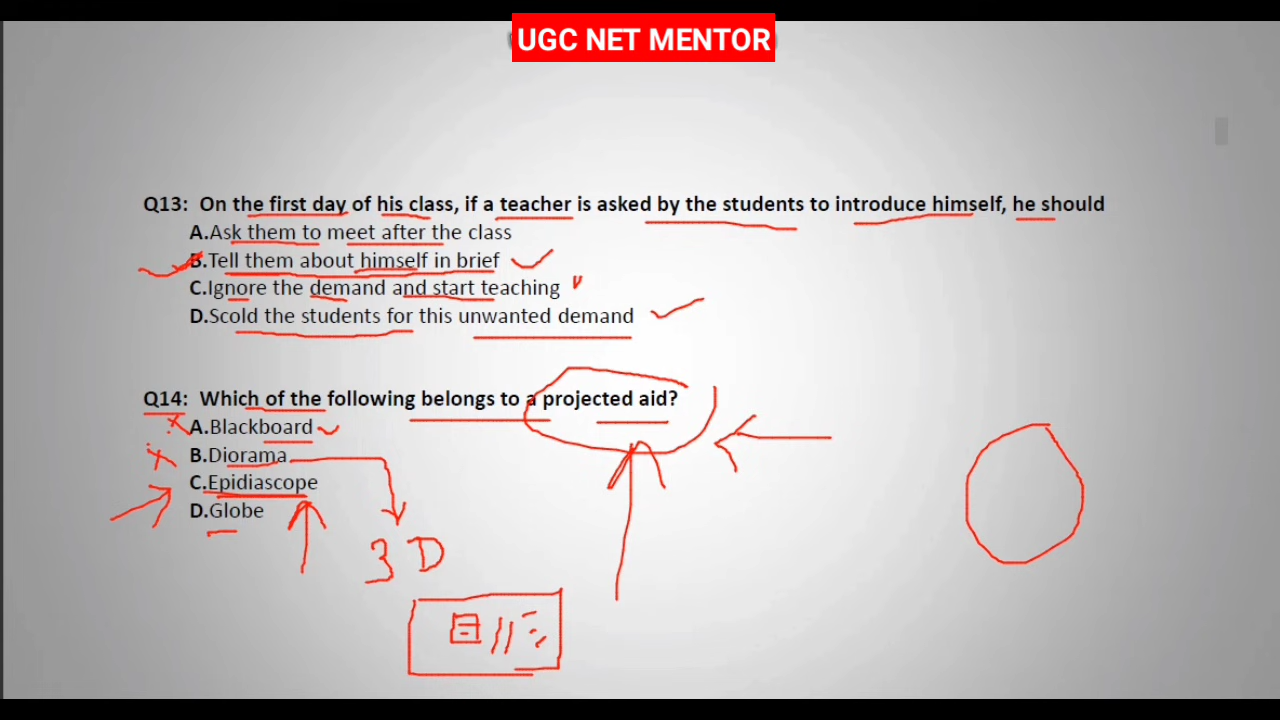 UGC NET MENTOR
Q13: On the first day of his class, if a teacher is asked by the students to introduce himself, he should
A.Ask them to meet after the class
B.Tell them about himself in brief
C.Ignore the demand and start teaching
D.Scold the students for this unwanted demand
Q14: Which of the following belongs to a projected aid?
A.Blackboard
B.Diorama
C.Epidiascope
D.Globe
3 D